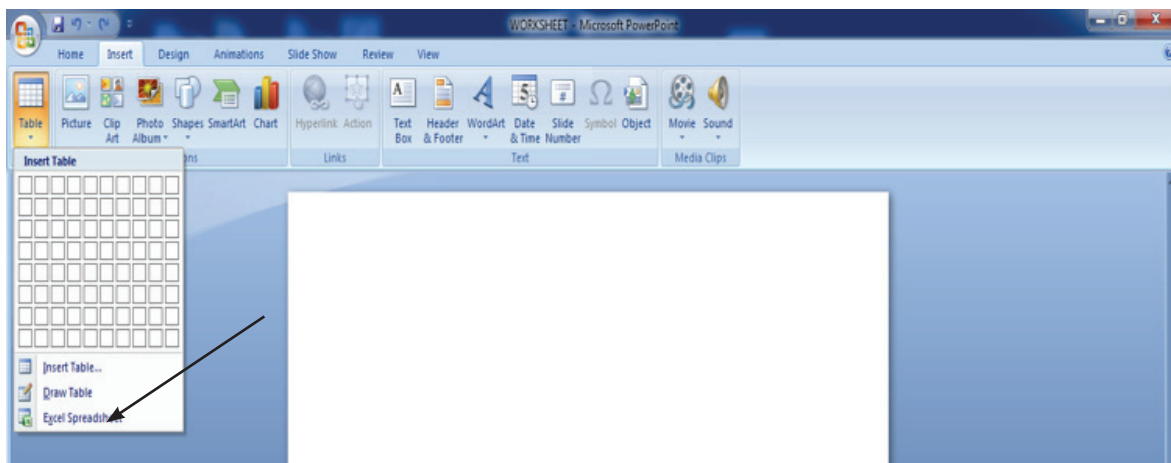 WORKSHEET - Microsoft PowerPoint
Home Insert Design Animations Slide Show Review View
Table Picture Clip Art Photo Album Shapes SmartArt Chart Hyperlink Action Text Box Header & Footer WordArt Date & Time Slide Number Symbol Object Movie Sound
Links Text Media Clips
Insert Table
Insert Table...
Draw Table
Excel Spreadsheet